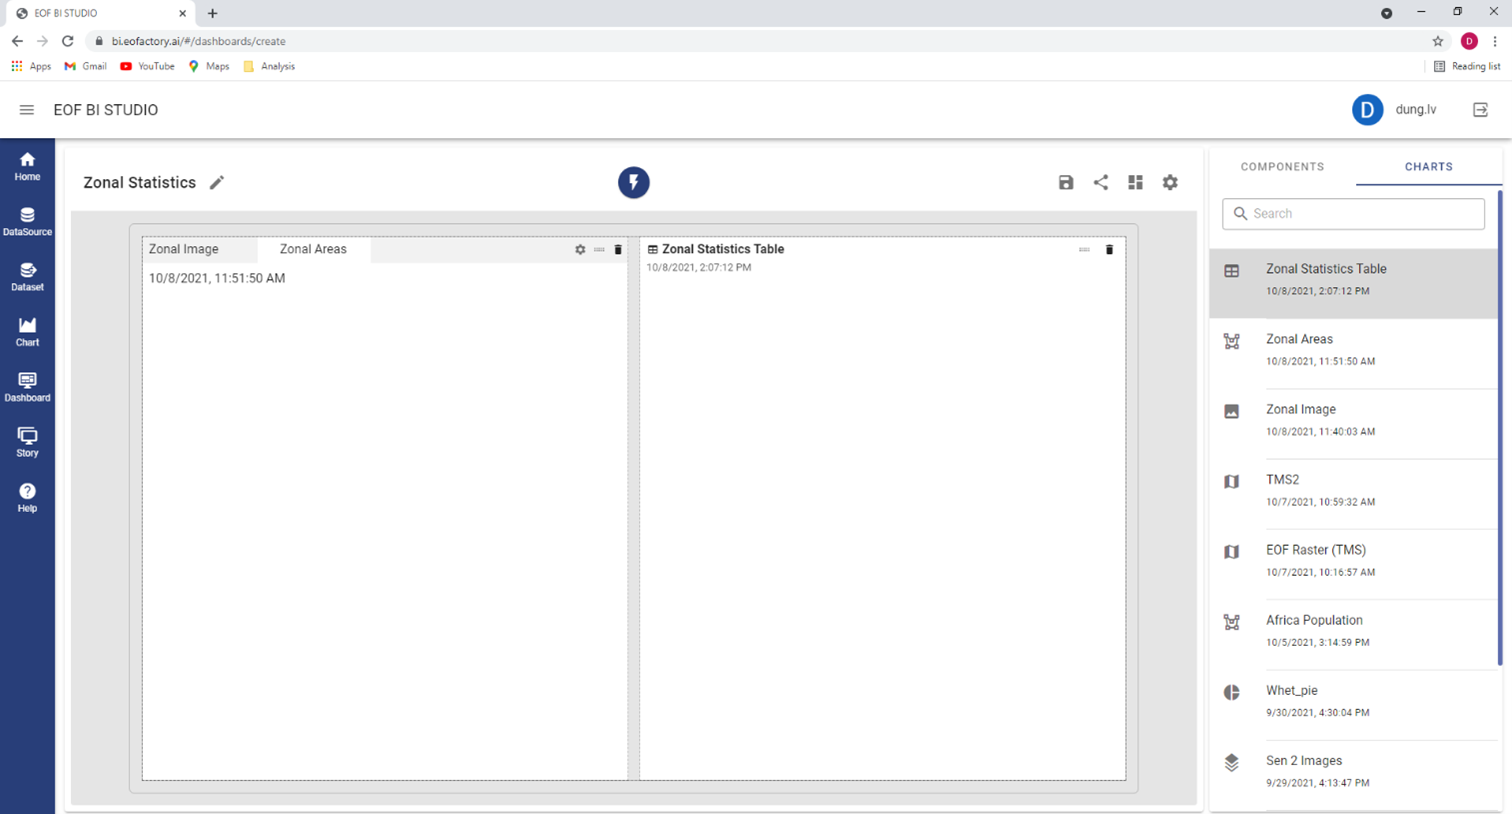 EOF BI STUDIO
bi.eofactory.ai/#/dashboards/create
D
Apps Gmail YouTube Maps Analysis
Reading list
EOF BI STUDIO
D dung.lv
Home
DataSource
Dataset
Chart
Dashboard
Story
? Help
Zonal Statistics
Zonal Image Zonal Areas
10/8/2021, 11:51:50 AM
Zonal Statistics Table
10/8/2021, 2:07:12 PM
COMPONENTS CHARTS
Search
Zonal Statistics Table
10/8/2021, 2:07:12 PM
Zonal Areas
10/8/2021, 11:51:50 AM
Zonal Image
10/8/2021, 11:40:03 AM
TMS2
10/7/2021, 10:59:32 AM
EOF Raster (TMS)
10/7/2021, 10:16:57 AM
Africa Population
10/5/2021, 3:14:59 PM
Whet_pie
9/30/2021, 4:30:04 PM
Sen 2 Images
9/29/2021, 4:13:47 PM